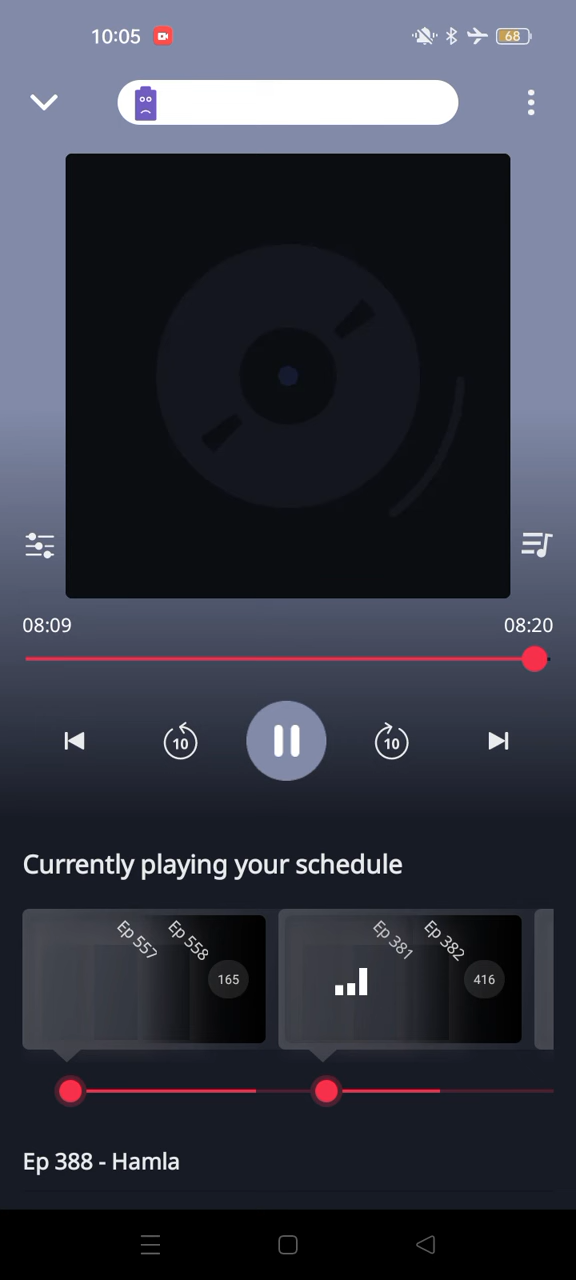 10:05
68
08:09
08:20
10
10
Currently playing your schedule
Ep 557
Ep 558
165
Ep 381
Ep 382
416
Ep 388 - Hamla